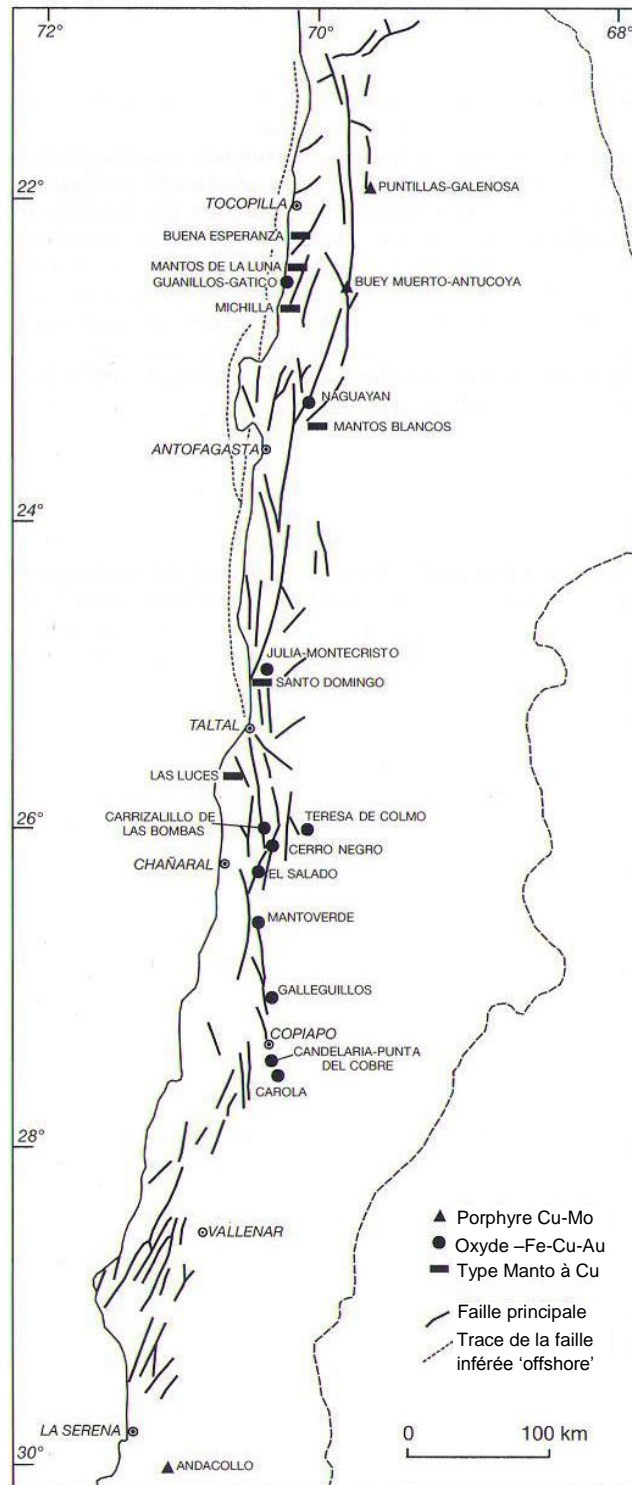 72°
70°
68°
22°
PUNTILLAS-GALENOSA
TOCOPILLA
BUENA ESPERANZA
MANTOS DE LA LUNA
GUANILLOS-GATICO
BUEY MUERTO-ANTUCOYA
MICHILLA
NAGUAYAN
MANTOS BLANCOS
ANTOFAGASTA
24°
JULIA-MONTECRISTO
SANTO DOMINGO
TALTAL
LAS LUCES
26°
CARRIZALILLO DE
LAS BOMBAS
TERESA DE COLMO
CERRO NEGRO
CHAÑARAL
EL SALADO
MANTOVERDE
GALLEGUILLOS
COPIAPO
CANDELARIA-PUNTA
DEL COBRE
CAROLA
28°
VALLENAR
Porphyre Cu-Mo
Oxyde –Fe-Cu-Au
Type Manto à Cu
Faille principale
Trace de la faille
inférée ‘offshore’
LA SERENA
0 100 km
30°
ANDACOLLO